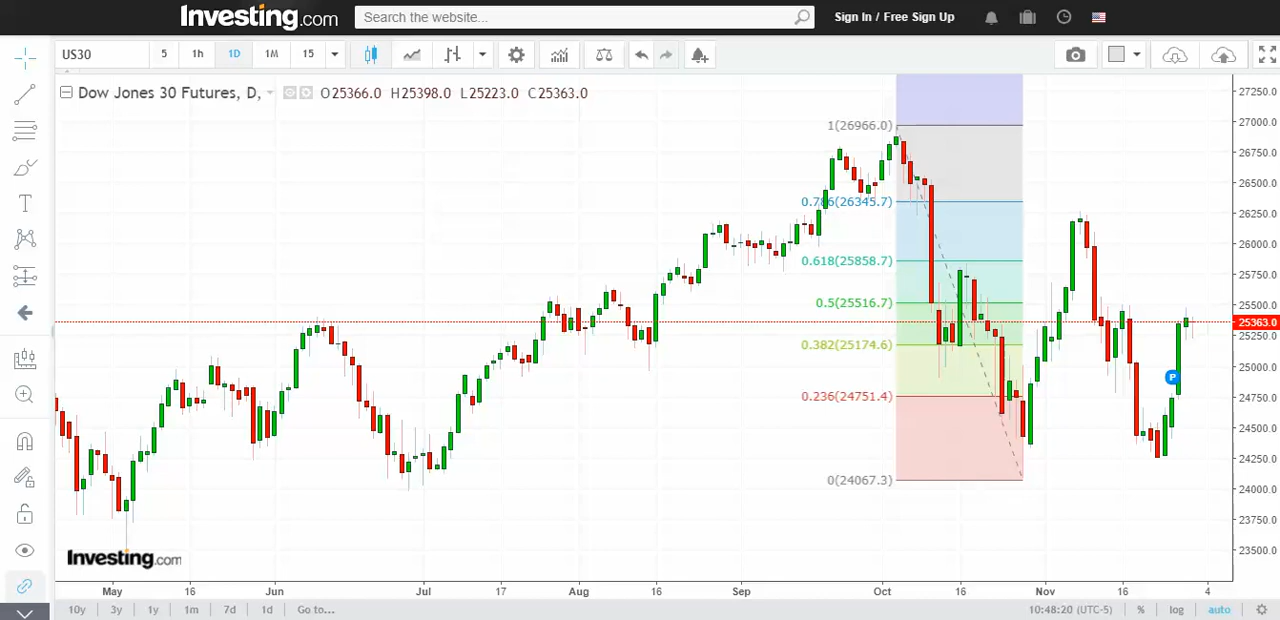 Investing.com
Search the website...
Sign In / Free Sign Up
US30 5 1h 1D 1M 15
Dow Jones 30 Futures, D, O25366.0 H25398.0 L25223.0 C25363.0
1(26966.0)
0.786(26345.7)
0.618(25858.7)
0.5(25516.7)
0.382(25174.6)
0.236(24751.4)
0(24067.3)
P
27250.0
27000.0
26750.0
26500.0
26250.0
26000.0
25750.0
25500.0
25363.0
25250.0
25000.0
24750.0
24500.0
24250.0
24000.0
23750.0
23500.0
Investing.com
May 16 Jun Jul 17 Aug 16 Sep Oct 16 Nov 16 4
10y 3y 1y 1m 7d 1d Go to... 10:48:20 (UTC-5) % log auto